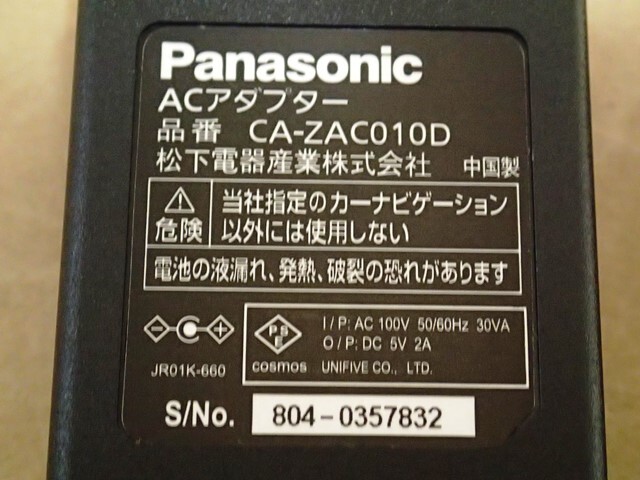 Panasonic
ACアダプター
品番 CA-ZAC010D
松下電器産業株式会社 中国製
危険
当社指定のカーナビゲーション
以外には使用しない
電池の液漏れ、発熱、破裂の恐れがあります
JR01K-660
PSE
cosmos
I / P: AC 100V 50/60Hz 30VA
O / P: DC 5V 2A
UNIFIVE CO., LTD.
S/No. 804-0357832